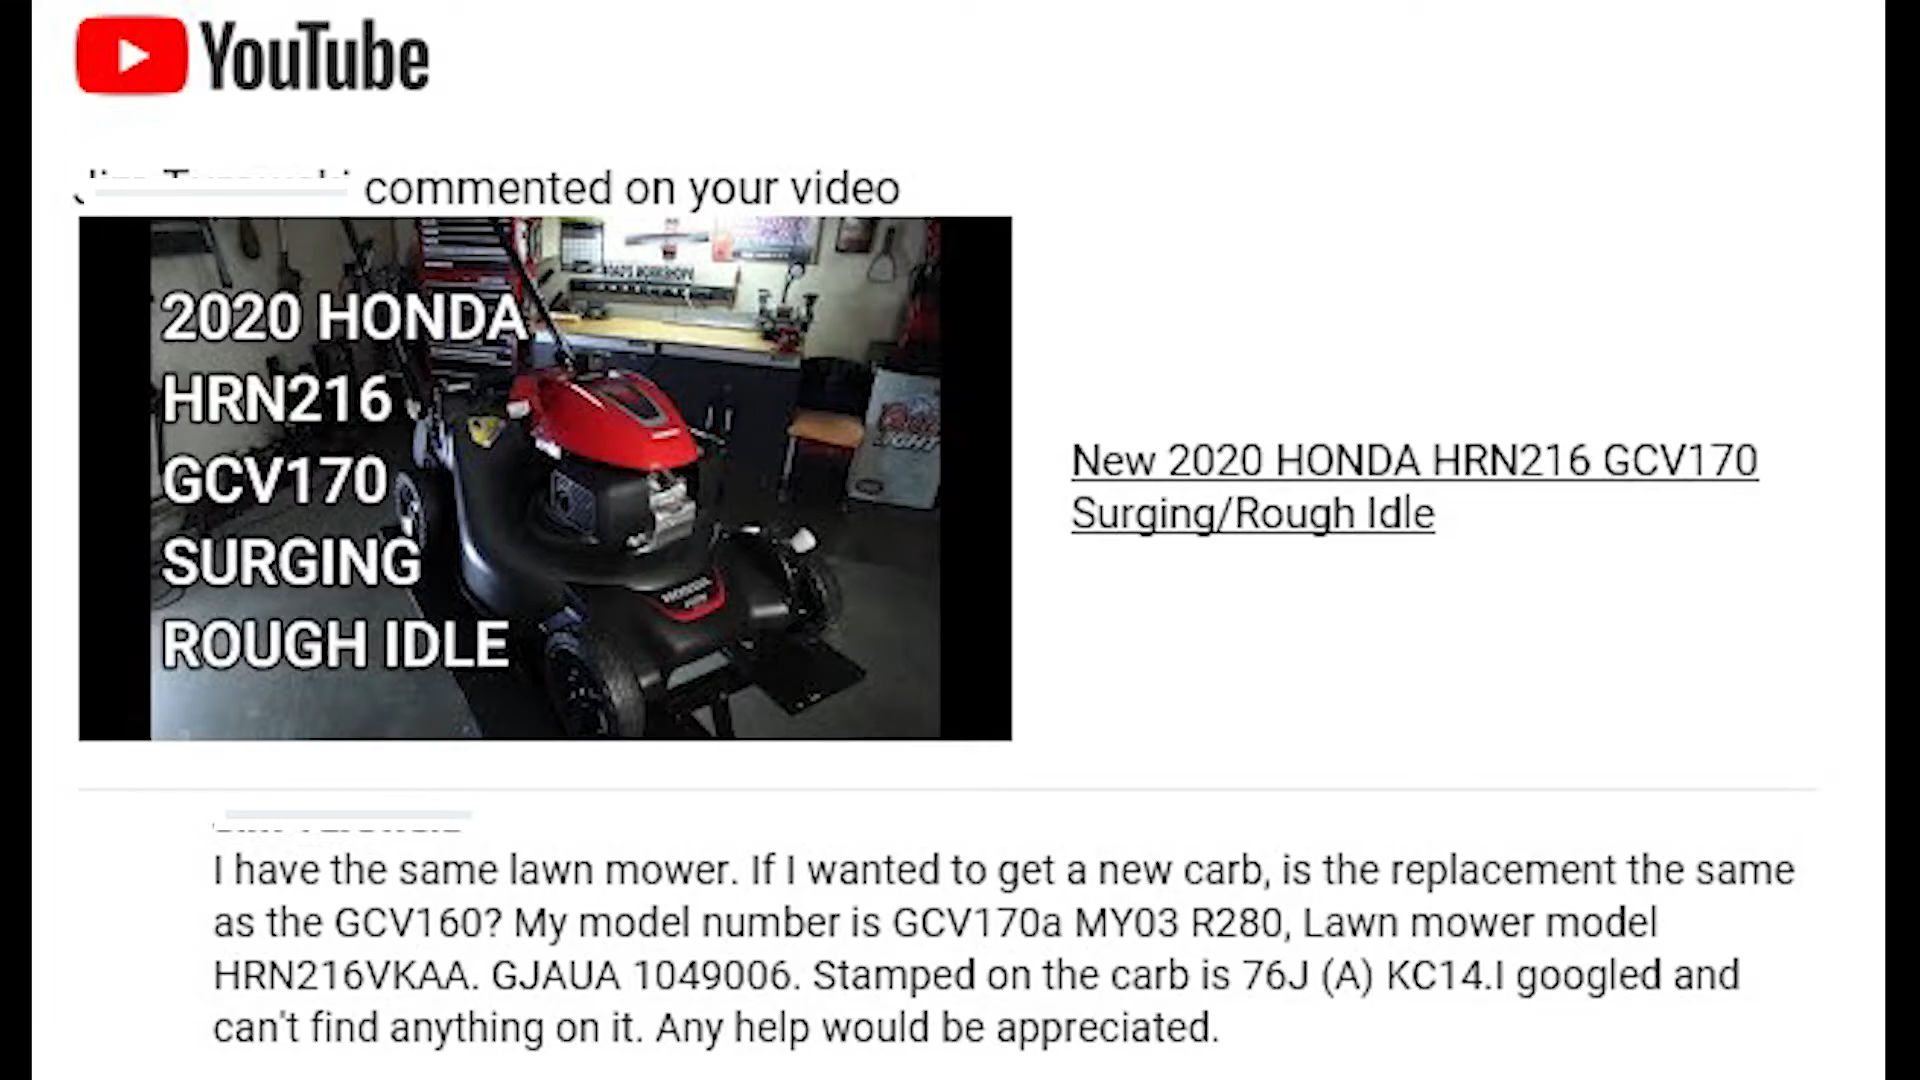 YouTube
commented on your video
2020 HONDA
HRN216
GCV170
SURGING
ROUGH IDLE
HONDA
New 2020 HONDA HRN216 GCV170
Surging/Rough Idle
I have the same lawn mower. If I wanted to get a new carb, is the replacement the same
as the GCV160? My model number is GCV170a MY03 R280, Lawn mower model
HRN216VKAA. GJAUA 1049006. Stamped on the carb is 76J (A) KC14.I googled and
can't find anything on it. Any help would be appreciated.